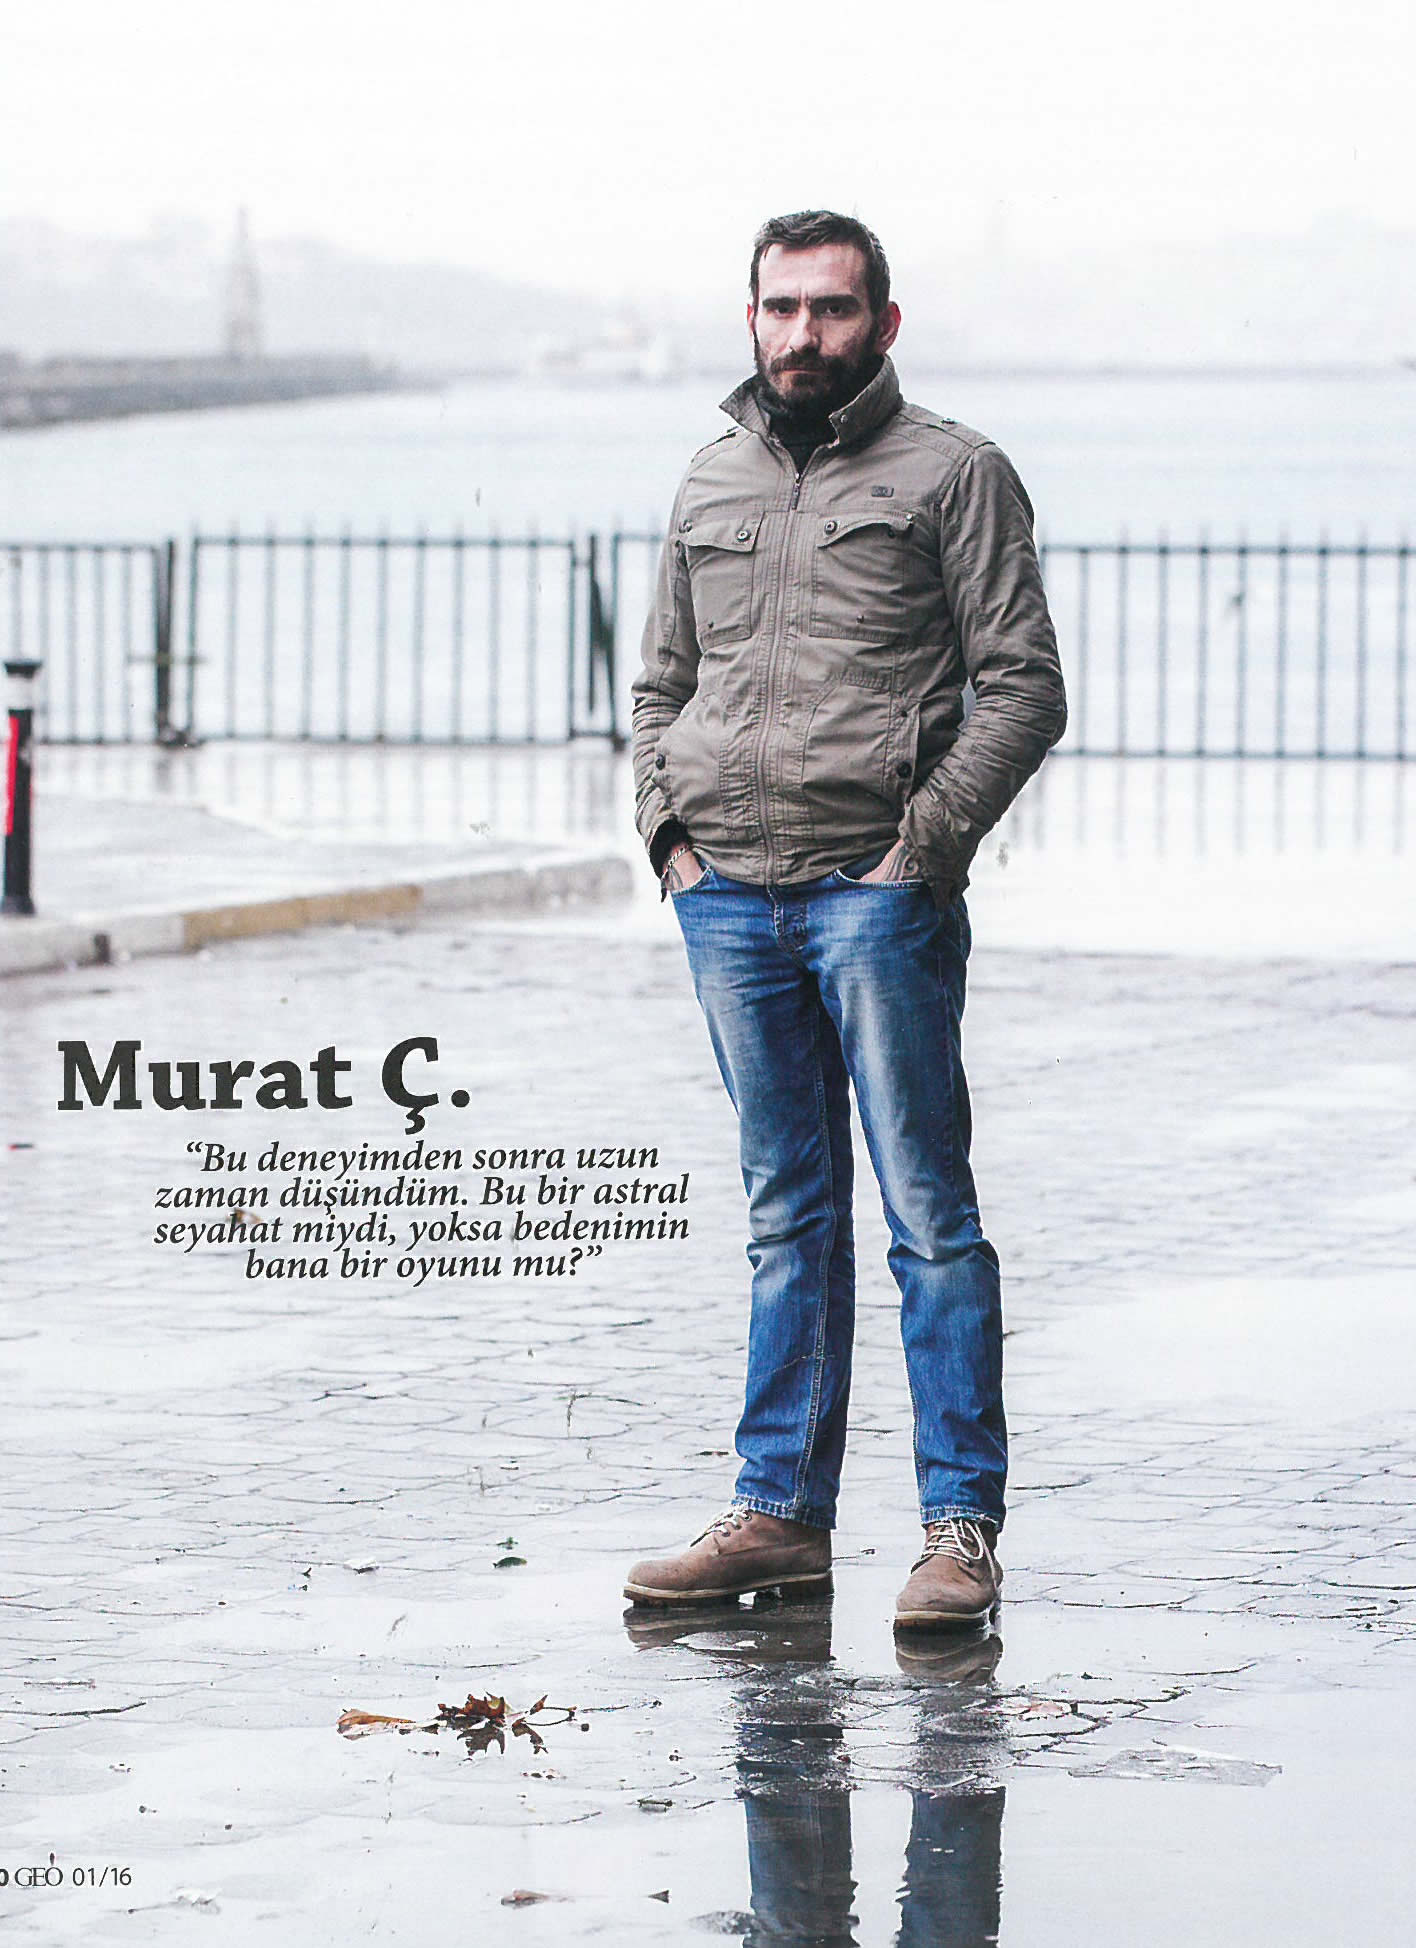 Murat Ç.
“Bu deneyimden sonra uzun
zaman düşündüm. Bu bir astral
seyahat miydi, yoksa bedenimin
bana bir oyunu mu?”
0 GEO 01/16